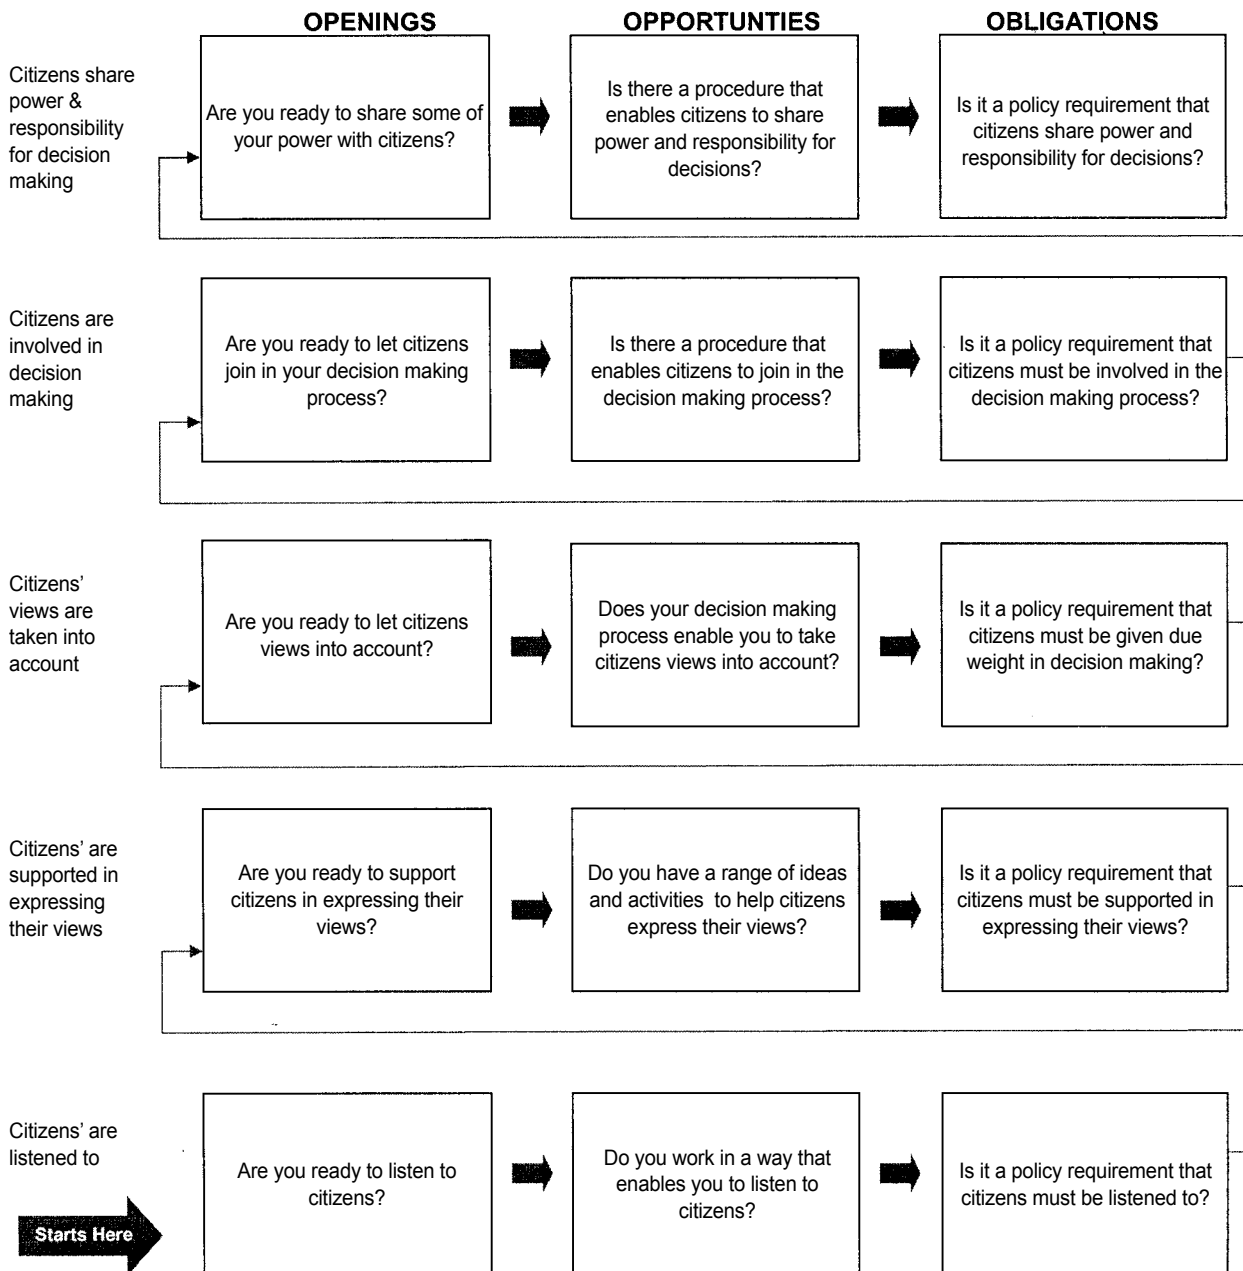 OPENINGS
OPPORTUNTIES
OBLIGATIONS
Citizens share
power &
responsibility
for decision
making
Are you ready to share some of
your power with citizens?
Is there a procedure that
enables citizens to share
power and responsibility for
decisions?
Is it a policy requirement that
citizens share power and
responsibility for decisions?
Citizens are
involved in
decision
making
Are you ready to let citizens
join in your decision making
process?
Is there a procedure that
enables citizens to join in the
decision making process?
Is it a policy requirement that
citizens must be involved in the
decision making process?
Citizens’
views are
taken into
account
Are you ready to let citizens
views into account?
Does your decision making
process enable you to take
citizens views into account?
Is it a policy requirement that
citizens must be given due
weight in decision making?
Citizens’ are
supported in
expressing
their views
Are you ready to support
citizens in expressing their
views?
Do you have a range of ideas
and activities to help citizens
express their views?
Is it a policy requirement that
citizens must be supported in
expressing their views?
Citizens’ are
listened to
Starts Here
Are you ready to listen to
citizens?
Do you work in a way that
enables you to listen to
citizens?
Is it a policy requirement that
citizens must be listened to?